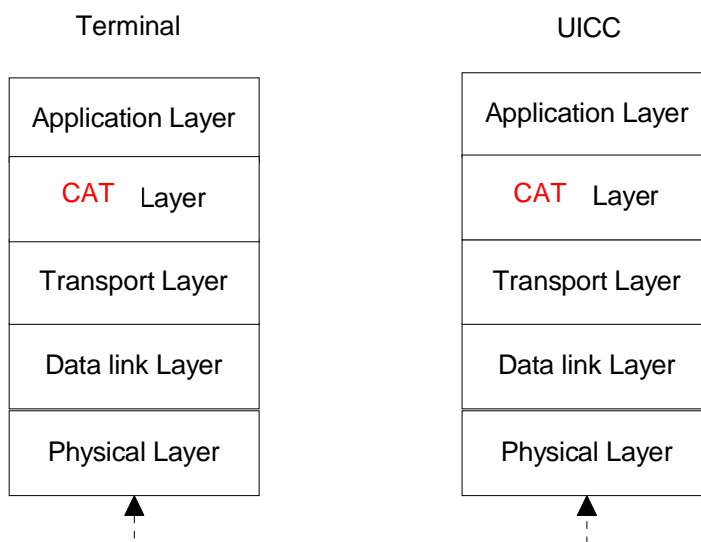 Terminal
Application Layer
CAT Layer
Transport Layer
Data link Layer
Physical Layer
UICC
Application Layer
CAT Layer
Transport Layer
Data link Layer
Physical Layer